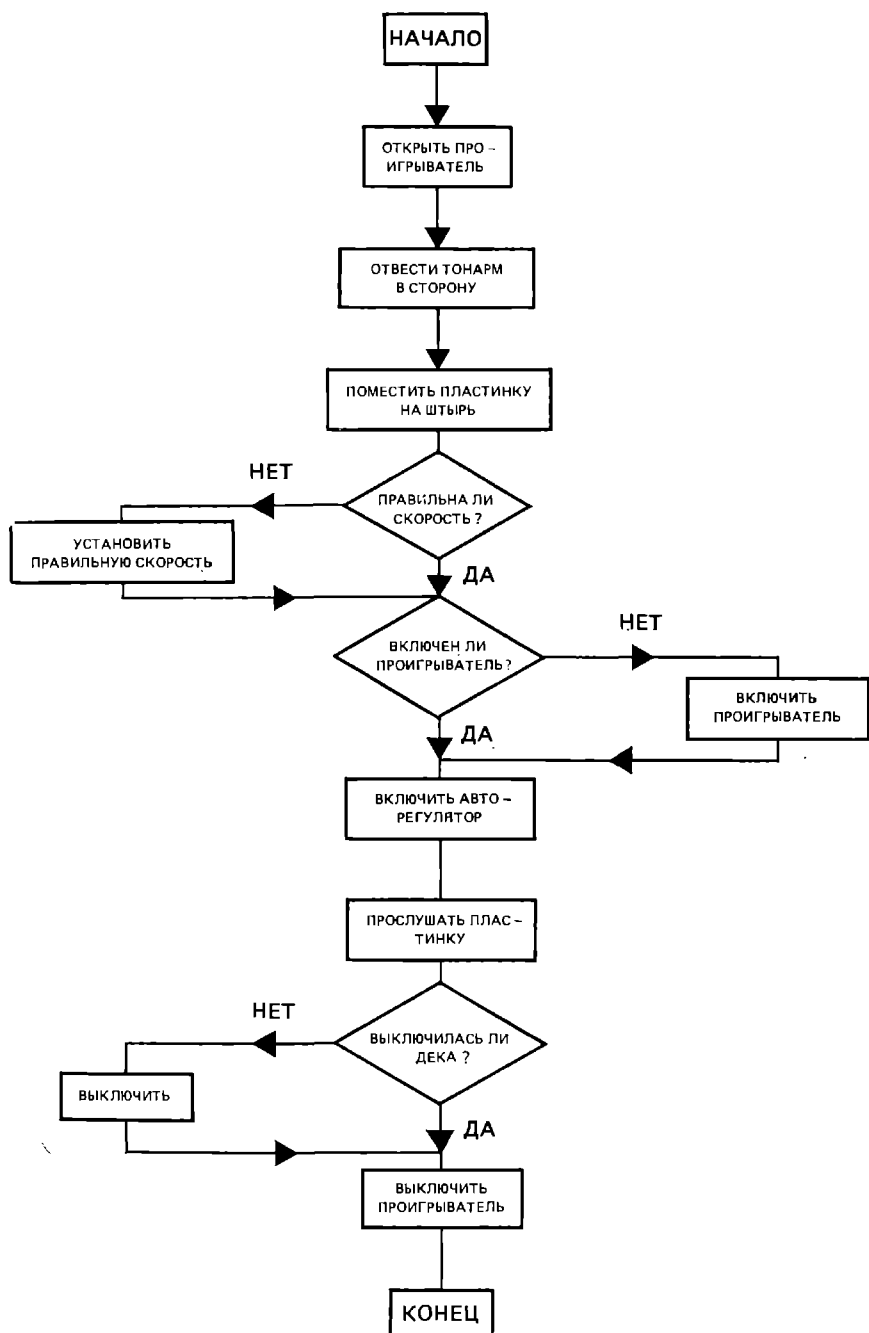 НАЧАЛО
ОТКРЫТЬ ПРО –
ИГРЫВАТЕЛЬ
ОТВЕСТИ ТОНАРМ
В СТОРОНУ
ПОМЕСТИТЬ ПЛАСТИНКУ
НА ШТЫРЬ
НЕТ
ПРАВИЛЬНА ЛИ
СКОРОСТЬ ?
УСТАНОВИТЬ
ПРАВИЛЬНУЮ СКОРОСТЬ
ДА
НЕТ
ВКЛЮЧЕН ЛИ
ПРОИГРЫВАТЕЛЬ?
ВКЛЮЧИТЬ
ПРОИГРЫВАТЕЛЬ
ДА
ВКЛЮЧИТЬ АВТО –
РЕГУЛЯТОР
ПРОСЛУШАТЬ ПЛАС –
ТИНКУ
НЕТ
ВЫКЛЮЧИЛАСЬ ЛИ
ДЕКА ?
ВЫКЛЮЧИТЬ
ДА
ВЫКЛЮЧИТЬ
ПРОИГРЫВАТЕЛЬ
КОНЕЦ